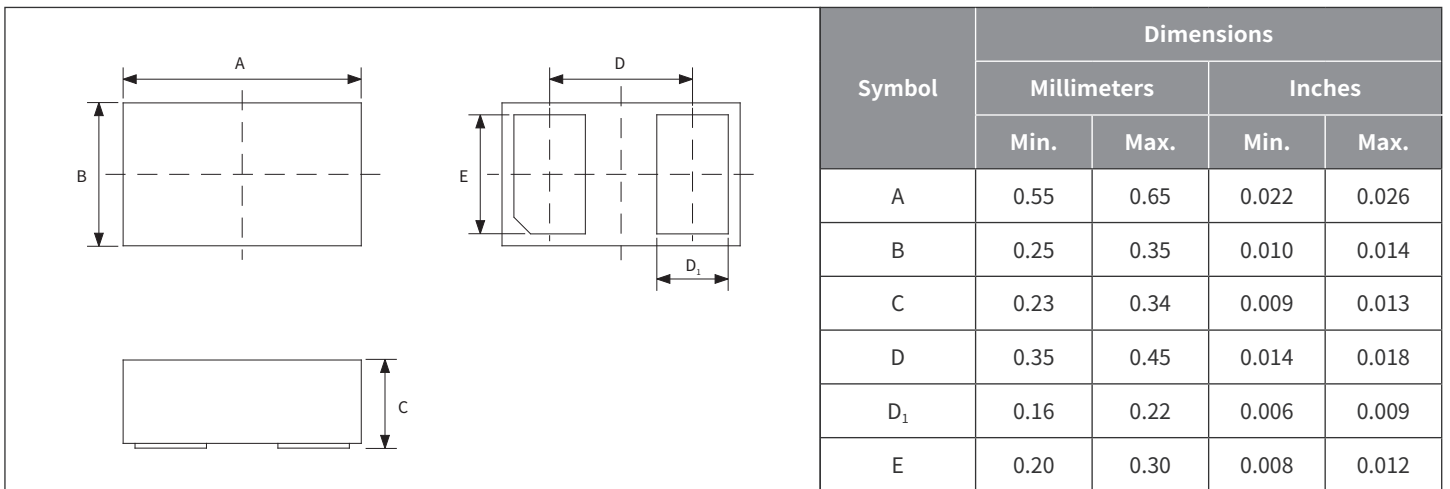 A
B
D
E
D₁
C
Dimensions
Symbol Millimeters Inches
Min. Max. Min. Max.
A 0.55 0.65 0.022 0.026
B 0.25 0.35 0.010 0.014
C 0.23 0.34 0.009 0.013
D 0.35 0.45 0.014 0.018
D₁ 0.16 0.22 0.006 0.009
E 0.20 0.30 0.008 0.012